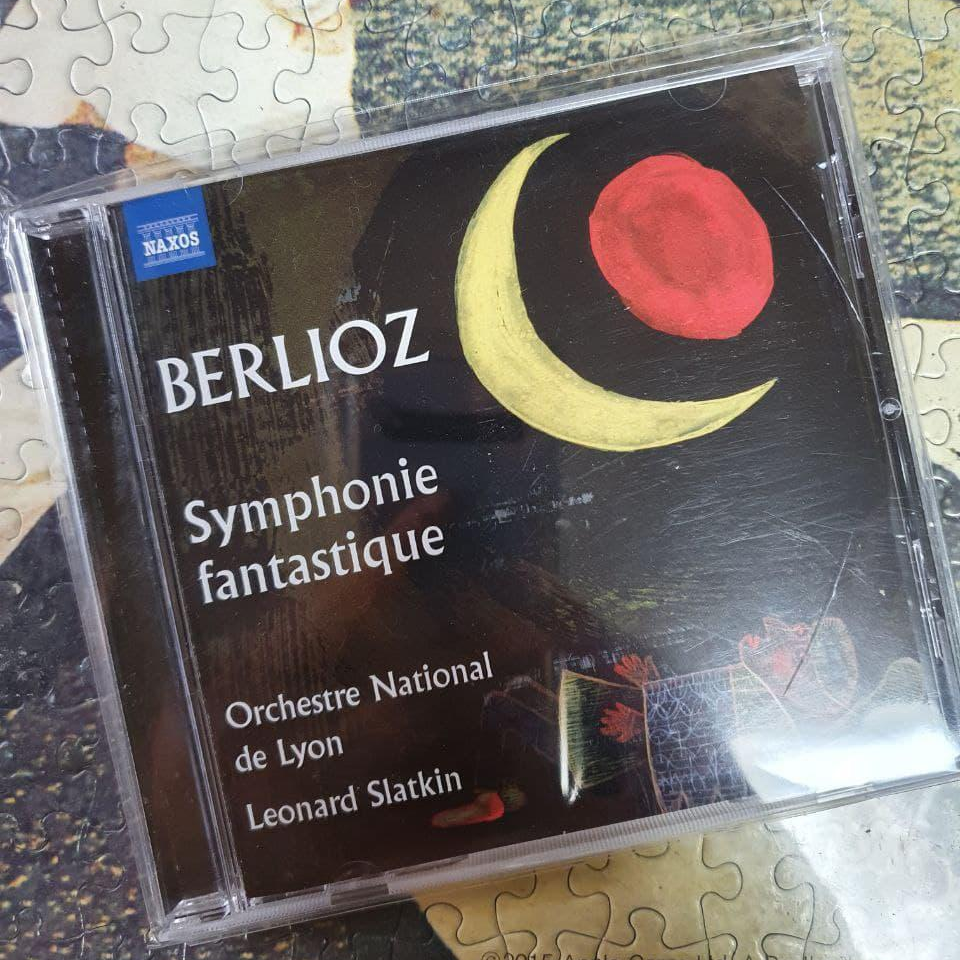 NAXOS
BERLIOZ
Symphonie
fantastique
Orchestre National
de Lyon
Leonard Slatkin